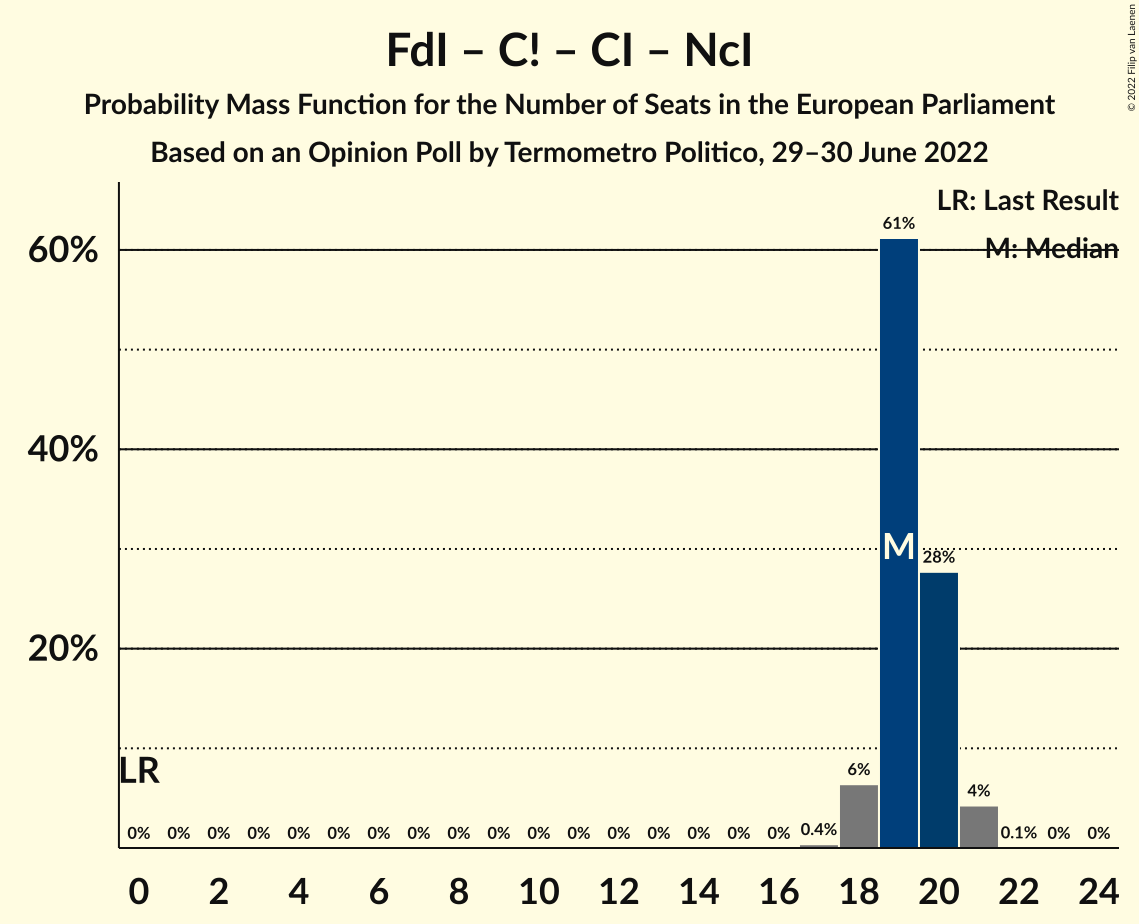 FdI – C! – CI – NcI
Probability Mass Function for the Number of Seats in the European Parliament
Based on an Opinion Poll by Termometro Politico, 29–30 June 2022
© 2022 Filip van Laenen
LR: Last Result
M: Median
60%
40%
20%
61%
M
28%
LR
6%
4%
0% 0% 0% 0% 0% 0% 0% 0% 0% 0% 0% 0% 0% 0% 0% 0% 0% 0.4% 0.1% 0% 0%
0 2 4 6 8 10 12 14 16 18 20 22 24